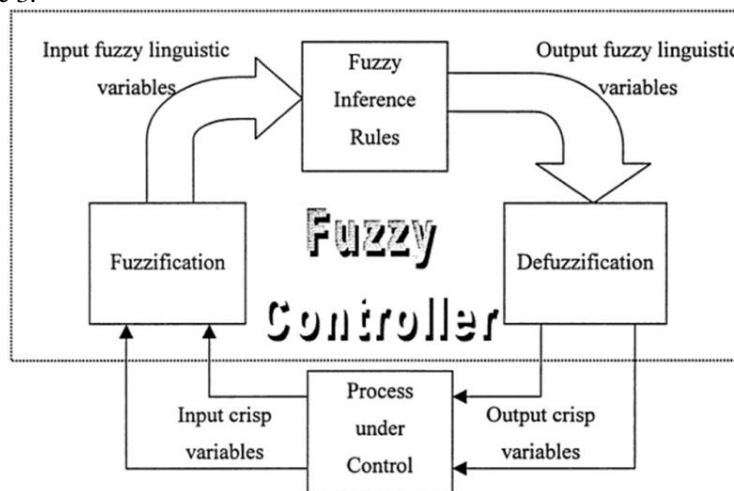 Input fuzzy linguistic
variables
Fuzzy
Inference
Rules
Output fuzzy linguistic
variables
Fuzzification
Fuzzy
Controller
Defuzzification
Input crisp
variables
Process
under
Control
Output crisp
variables